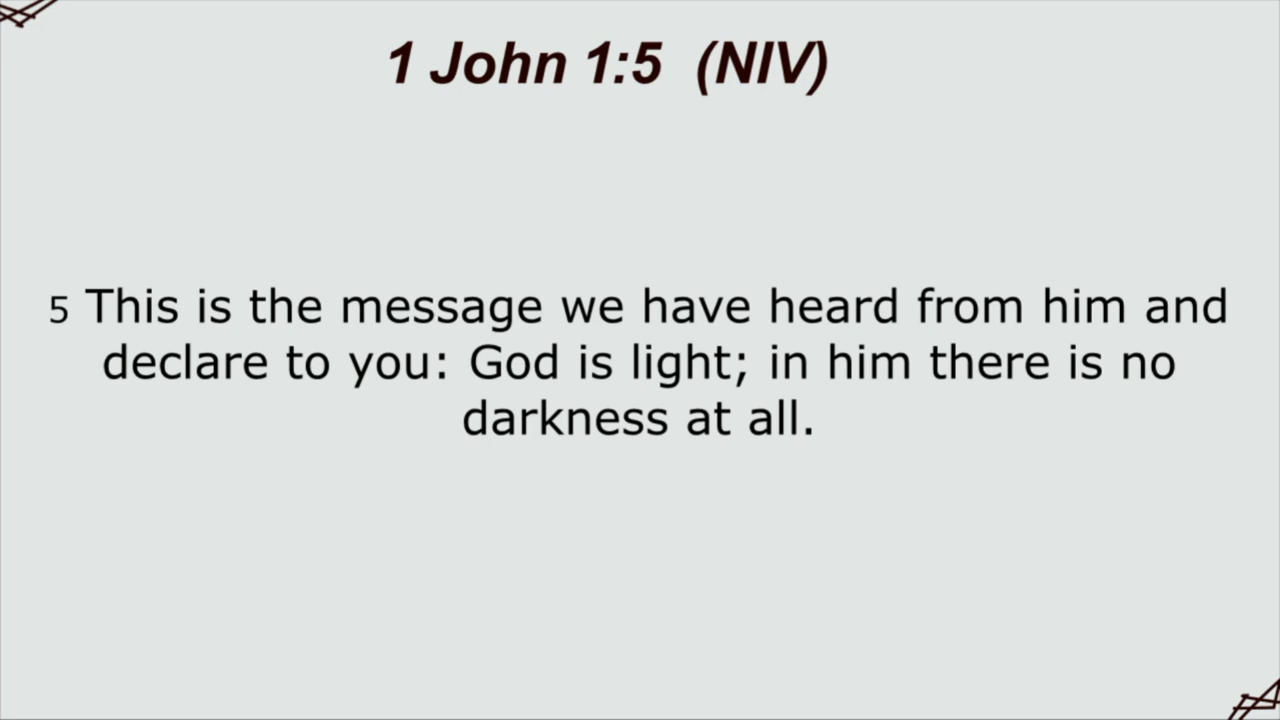 1 John 1:5 (NIV)
5 This is the message we have heard from him and
declare to you: God is light; in him there is no
darkness at all.